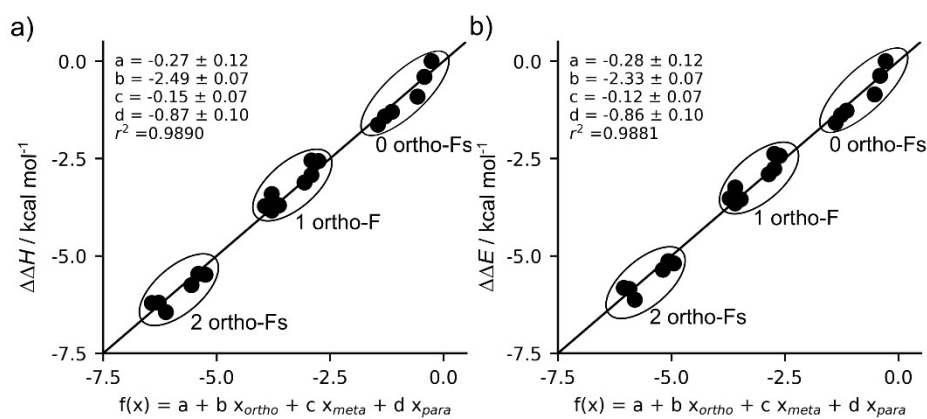 a)
a = -0.27 ± 0.12
b = -2.49 ± 0.07
c = -0.15 ± 0.07
d = -0.87 ± 0.10
r² =0.9890
0 ortho-Fs
1 ortho-F
2 ortho-Fs
ΔΔH / kcal mol⁻¹
0.0
-2.5
-5.0
-7.5
-7.5 -5.0 -2.5 0.0
f(x) = a + b x_ortho + c x_meta + d x_para
b)
a = -0.28 ± 0.12
b = -2.33 ± 0.07
c = -0.12 ± 0.07
d = -0.86 ± 0.10
r² =0.9881
0 ortho-Fs
1 ortho-F
2 ortho-Fs
ΔΔE / kcal mol⁻¹
0.0
-2.5
-5.0
-7.5
-7.5 -5.0 -2.5 0.0
f(x) = a + b x_ortho + c x_meta + d x_para